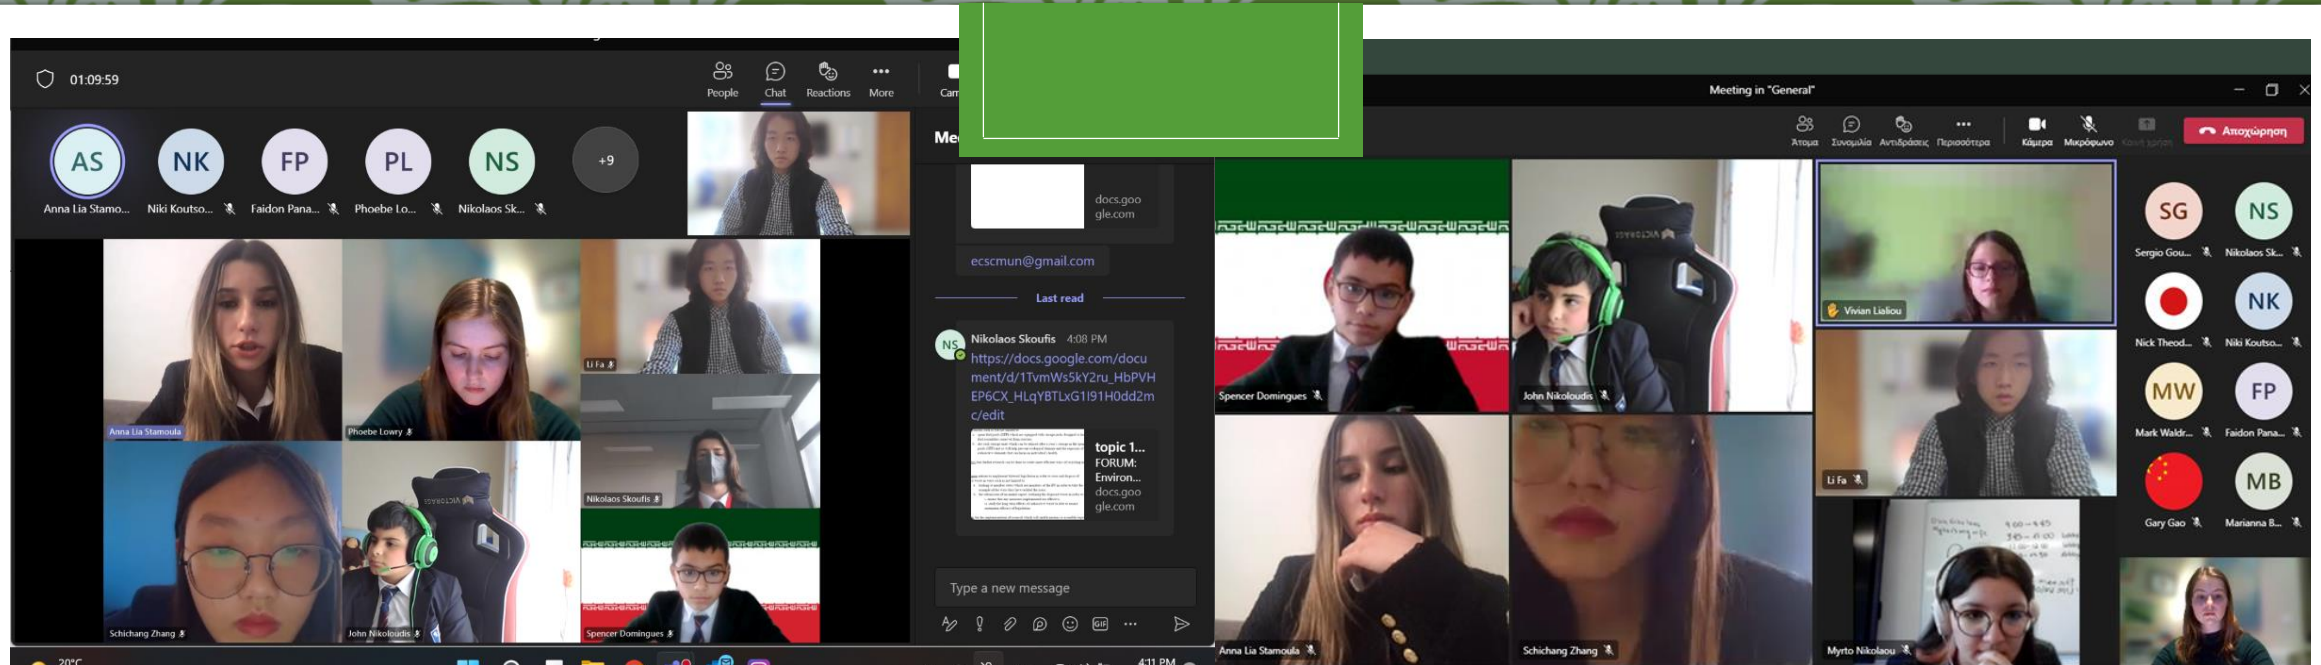 01:09:59
People
Chat
Reactions
More
AS
NK
FP
PL
NS
+9
Anna Lia Stamo...
Niki Koutso...
Faidon Pana...
Phoebe Lo...
Nikolaos Sk...
Anna Lia Stamoula
Phoebe Lowry
Li Fa
Nikolaos Skoufis
Schichang Zhang
John Nikoloudis
Spencer Domingues
docs.goo
gle.com
ecscmun@gmail.com
Last read
NS
Nikolaos Skoufis 4:08 PM
https://docs.google.com/docu
topic 1...
FORUM:
Environ...
docs.goo
gle.com
Type a new message
GIF
20°C
4:11 PM
Meeting in "General"
Άτομα
Συνομιλία
Αντιδράσεις
Περισσότερα
Κάμερα
Μικρόφωνο
Κοινή χρήση
Αποχώρηση
Spencer Domingues
John Nikoloudis
Vivian Lialiou
Li Fa
Anna Lia Stamoula
Schichang Zhang
Myrto Nikolaou
SG
NS
Sergio Gou...
Nikolaos Sk...
NK
Nick Theod...
Niki Koutso...
MW
FP
Mark Waldr...
Faidon Pana...
MB
Gary Gao
Marianna B...